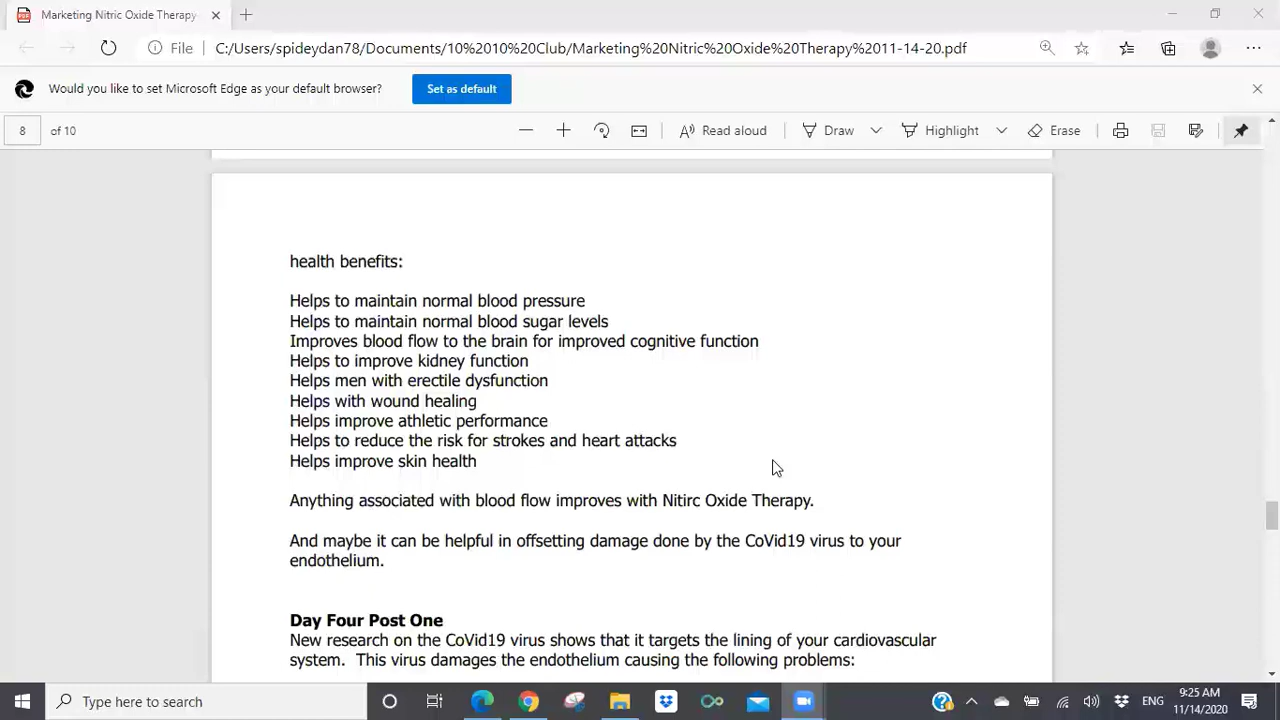 Marketing Nitric Oxide Therapy
File
C:/Users/spideydan78/Documents/10%2010%20Club/Marketing%20Nitric%20Oxide%20Therapy%2011-14-20.pdf
Would you like to set Microsoft Edge as your default browser?
Set as default
8 of 10
Read aloud
Draw
Highlight
Erase
health benefits:
Helps to maintain normal blood pressure
Helps to maintain normal blood sugar levels
Improves blood flow to the brain for improved cognitive function
Helps to improve kidney function
Helps men with erectile dysfunction
Helps with wound healing
Helps improve athletic performance
Helps to reduce the risk for strokes and heart attacks
Helps improve skin health
Anything associated with blood flow improves with Nitirc Oxide Therapy.
And maybe it can be helpful in offsetting damage done by the CoVid19 virus to your
endothelium.
Day Four Post One
New research on the CoVid19 virus shows that it targets the lining of your cardiovascular
system. This virus damages the endothelium causing the following problems:
Type here to search
ENG
9:25 AM
11/14/2020